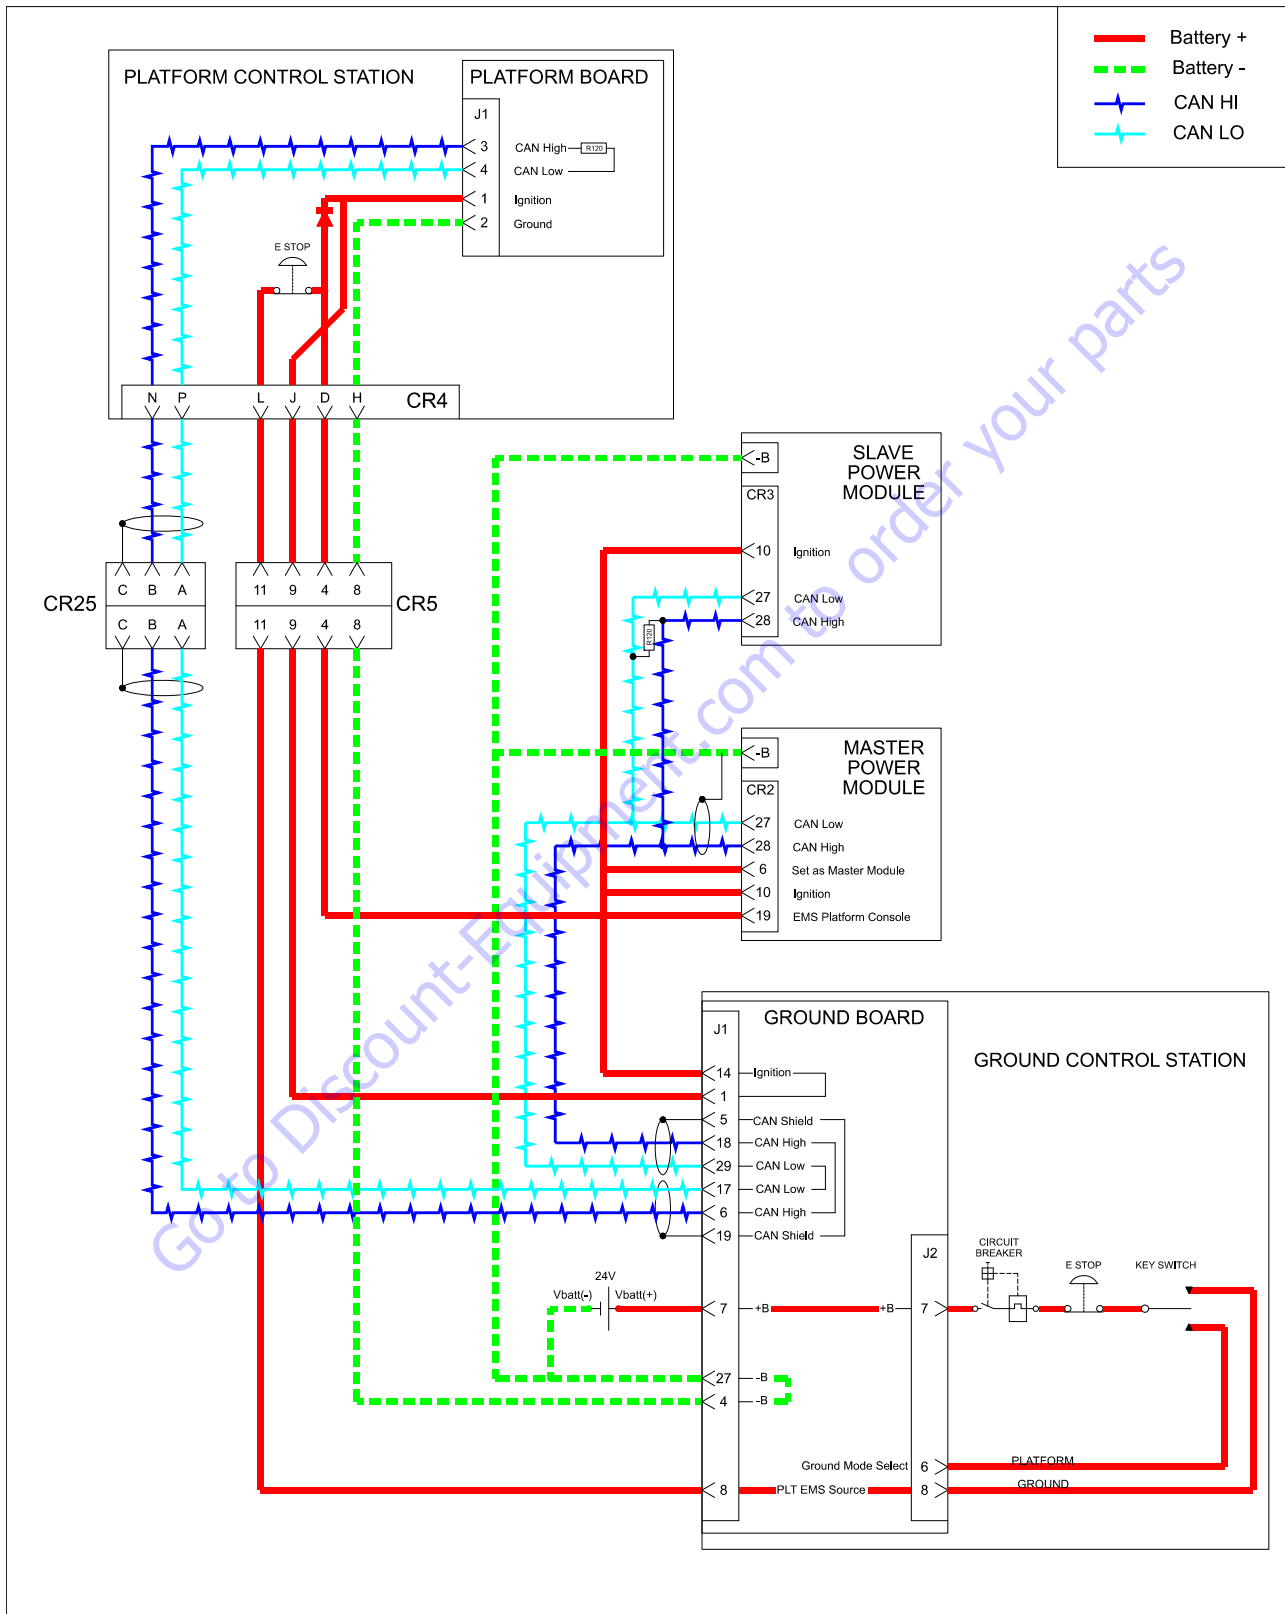 Battery +
Battery -
CAN HI
CAN LO
PLATFORM CONTROL STATION
PLATFORM BOARD
J1
3 CAN High R120
4 CAN Low
1 Ignition
2 Ground
E STOP
N P L J D H CR4
C B A 11 9 4 8
CR25 CR5
C B A 11 9 4 8
-B SLAVE
POWER
MODULE
CR3
10 Ignition
27 CAN Low
28 CAN High
R120
-B MASTER
POWER
MODULE
CR2
27 CAN Low
28 CAN High
6 Set as Master Module
10 Ignition
19 EMS Platform Console
GROUND BOARD
J1
GROUND CONTROL STATION
14 Ignition
1
5 CAN Shield
18 CAN High
29 CAN Low
17 CAN Low
6 CAN High
19 CAN Shield
J2
CIRCUIT
BREAKER
E STOP
KEY SWITCH
24V
Vbatt(-) Vbatt(+)
7 +B +B 7
27 -B
4 -B
Ground Mode Select 6 PLATFORM
8 PLT EMS Source 8 GROUND
Go to Discount-Equipment.com to order your parts